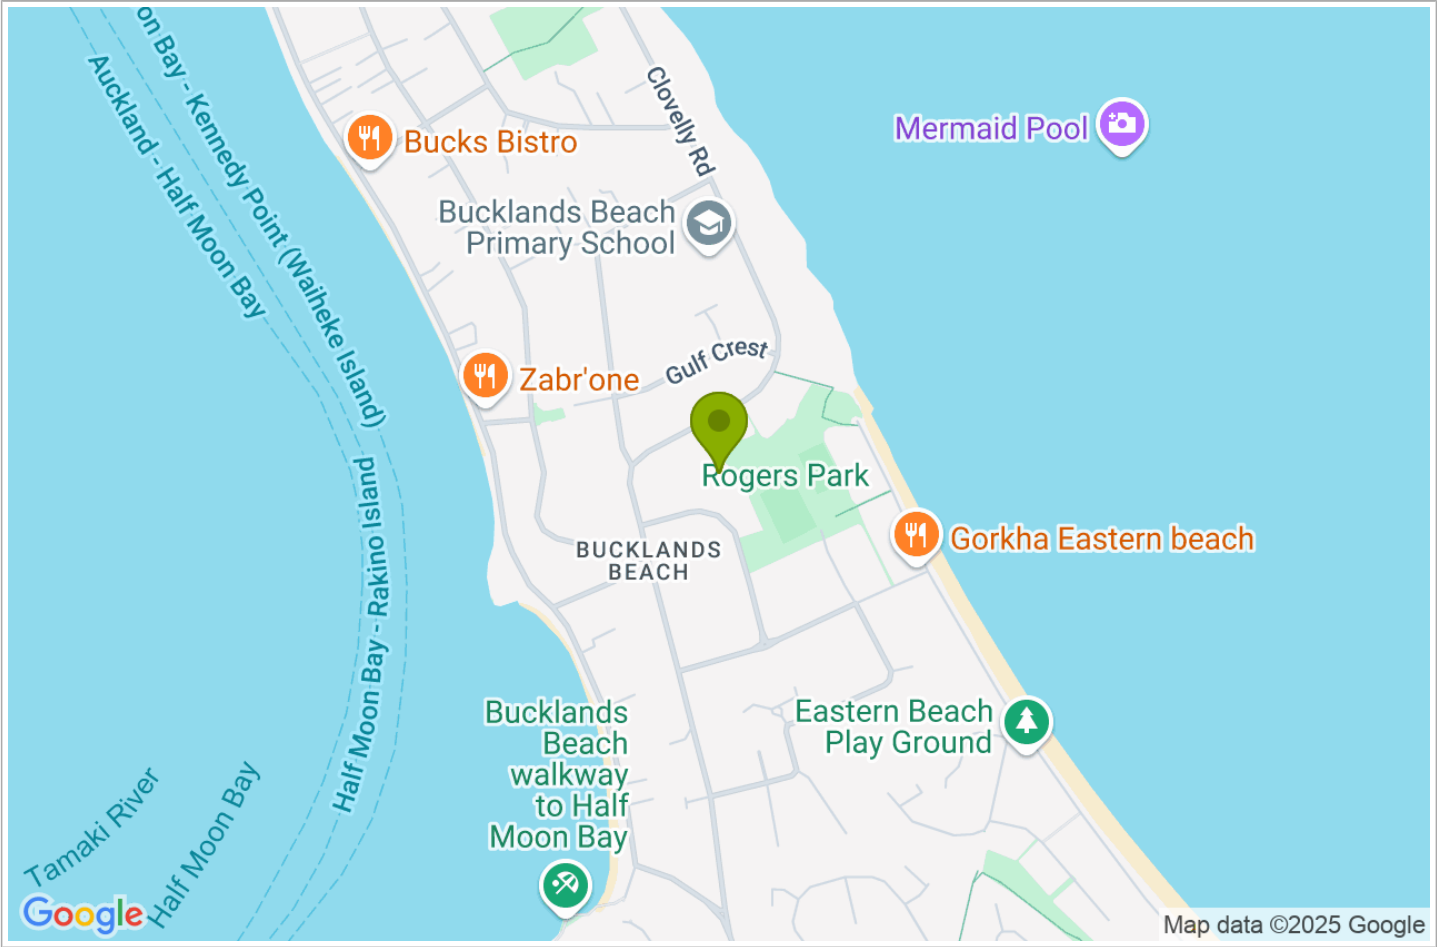 on Bay - Kennedy Point (Waiheke Island)
Auckland - Half Moon Bay
Clovelly Rd
Bucks Bistro
Mermaid Pool
Bucklands Beach
Primary School
Gulf Crest
Zabr'one
Rogers Park
Half Moon Bay - Rakino Island
BUCKLANDS
BEACH
Gorkha Eastern beach
Bucklands
Beach
walkway
to Half
Moon Bay
Eastern Beach
Play Ground
Tamaki River
Half Moon Bay
Google
Map data ©2025 Google